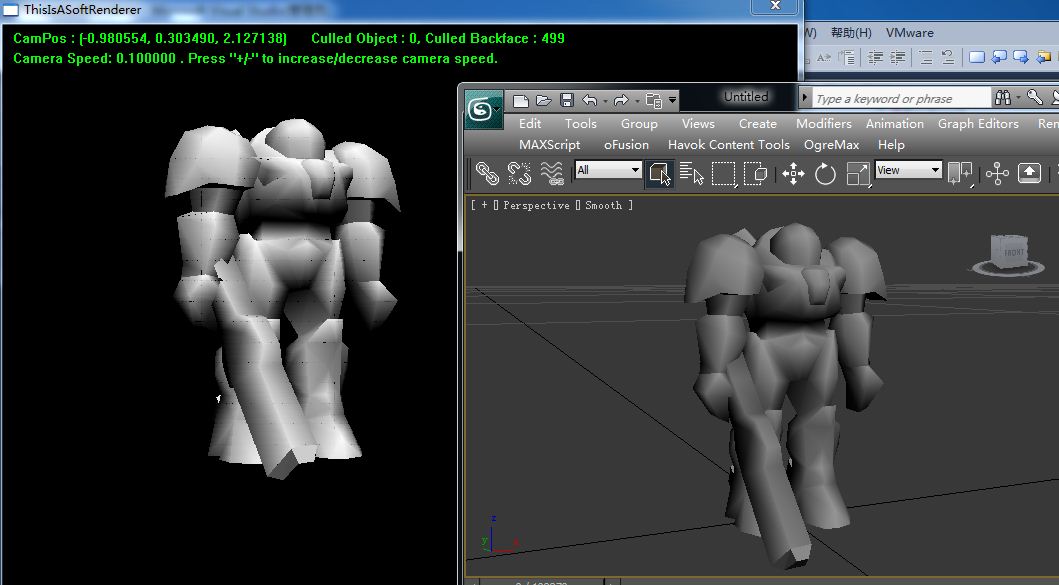 ThisIsASoftRenderer
CamPos : (-0.980554, 0.303490, 2.127138)  Culled Object : 0, Culled Backface : 499
Camera Speed: 0.100000 . Press "+/-" to increase/decrease camera speed.
W) 帮助(H) VMware
Untitled
Type a keyword or phrase
Edit Tools Group Views Create Modifiers Animation Graph Editors Ren
MAXScript oFusion Havok Content Tools OgreMax Help
All
View
[ + [] Perspective [] Smooth ]
FRONT
z
y
x